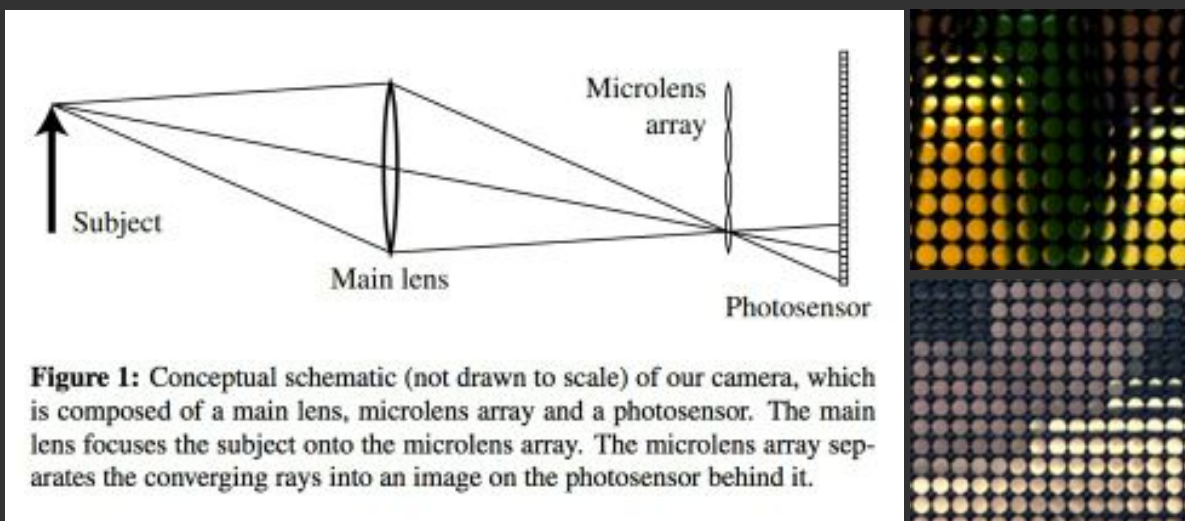 Microlens
array
Subject
Main lens
Photosensor
Figure 1: Conceptual schematic (not drawn to scale) of our camera, which
is composed of a main lens, microlens array and a photosensor. The main
lens focuses the subject onto the microlens array. The microlens array sep-
arates the converging rays into an image on the photosensor behind it.